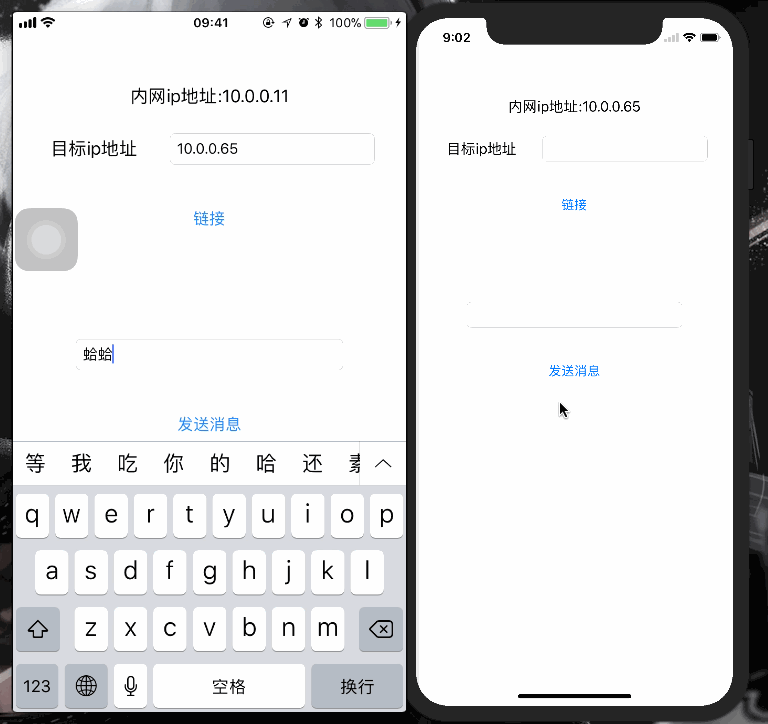 09:41
100%
内网ip地址:10.0.0.11
目标ip地址
10.0.0.65
链接
蛤蛤
发送消息
等 我 吃 你 的 哈 还
q w e r t y u i o p
a s d f g h j k l
z x c v b n m
123
空格
换行
9:02
内网ip地址:10.0.0.65
目标ip地址
链接
发送消息